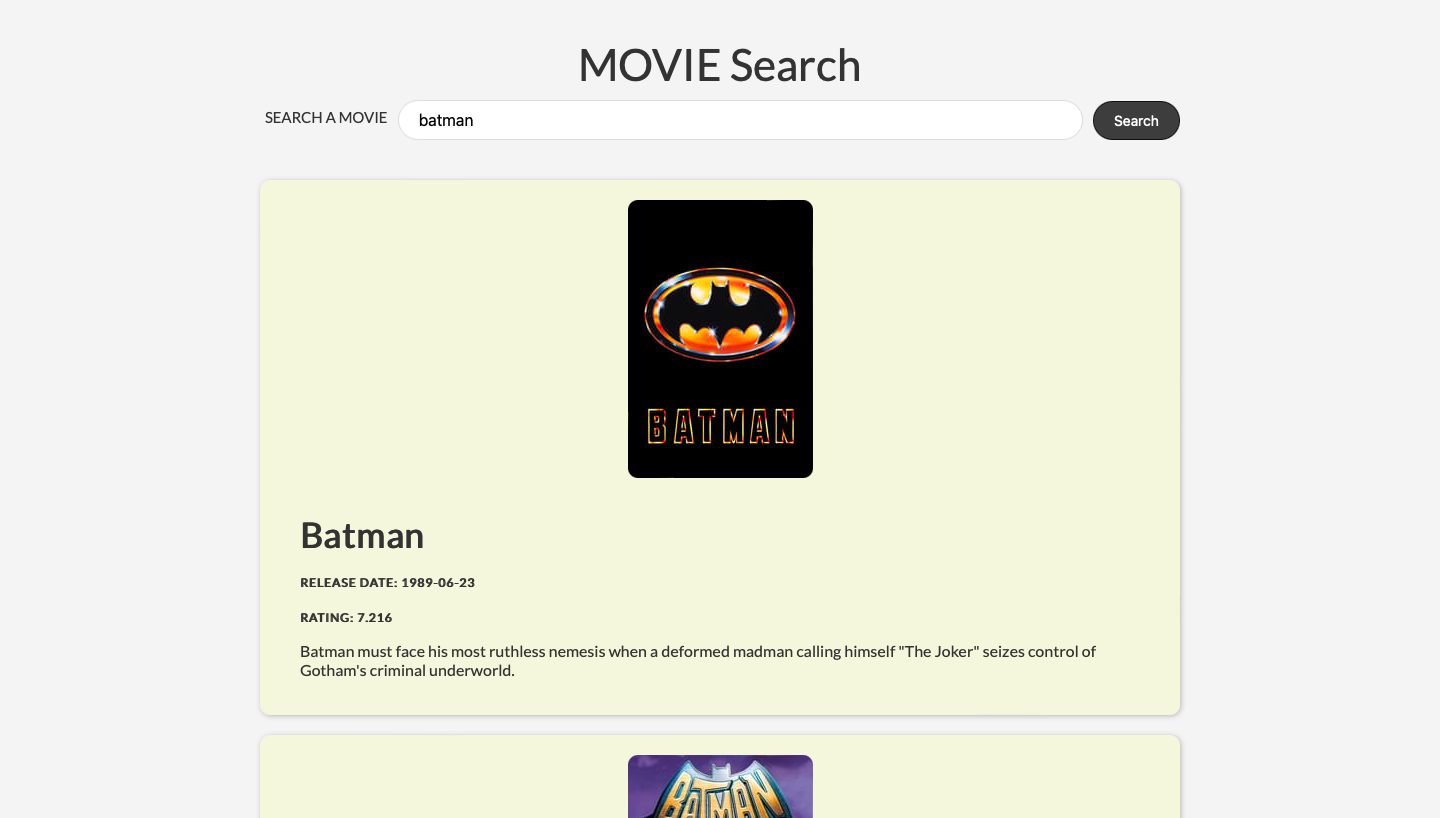 MOVIE Search
SEARCH A MOVIE
batman
Search
BATMAN
Batman
RELEASE DATE: 1989-06-23
RATING: 7.216
Batman must face his most ruthless nemesis when a deformed madman calling himself "The Joker" seizes control of
Gotham's criminal underworld.
BATMAN